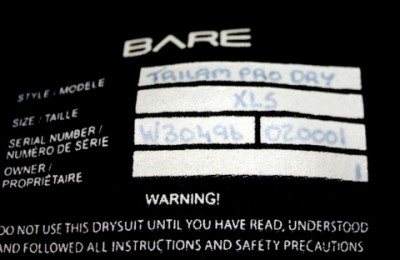 BARE
STYLE / MODELE TRILAM PRO DRY
SIZE / TAILLE XLS
SERIAL NUMBER / W30496 020001
NUMÉRO DE SÉRIE
OWNER /
PROPRIÉTAIRE
WARNING!
DO NOT USE THIS DRYSUIT UNTIL YOU HAVE READ, UNDERSTOOD
AND FOLLOWED ALL INSTRUCTIONS AND SAFETY PRECAUTIONS